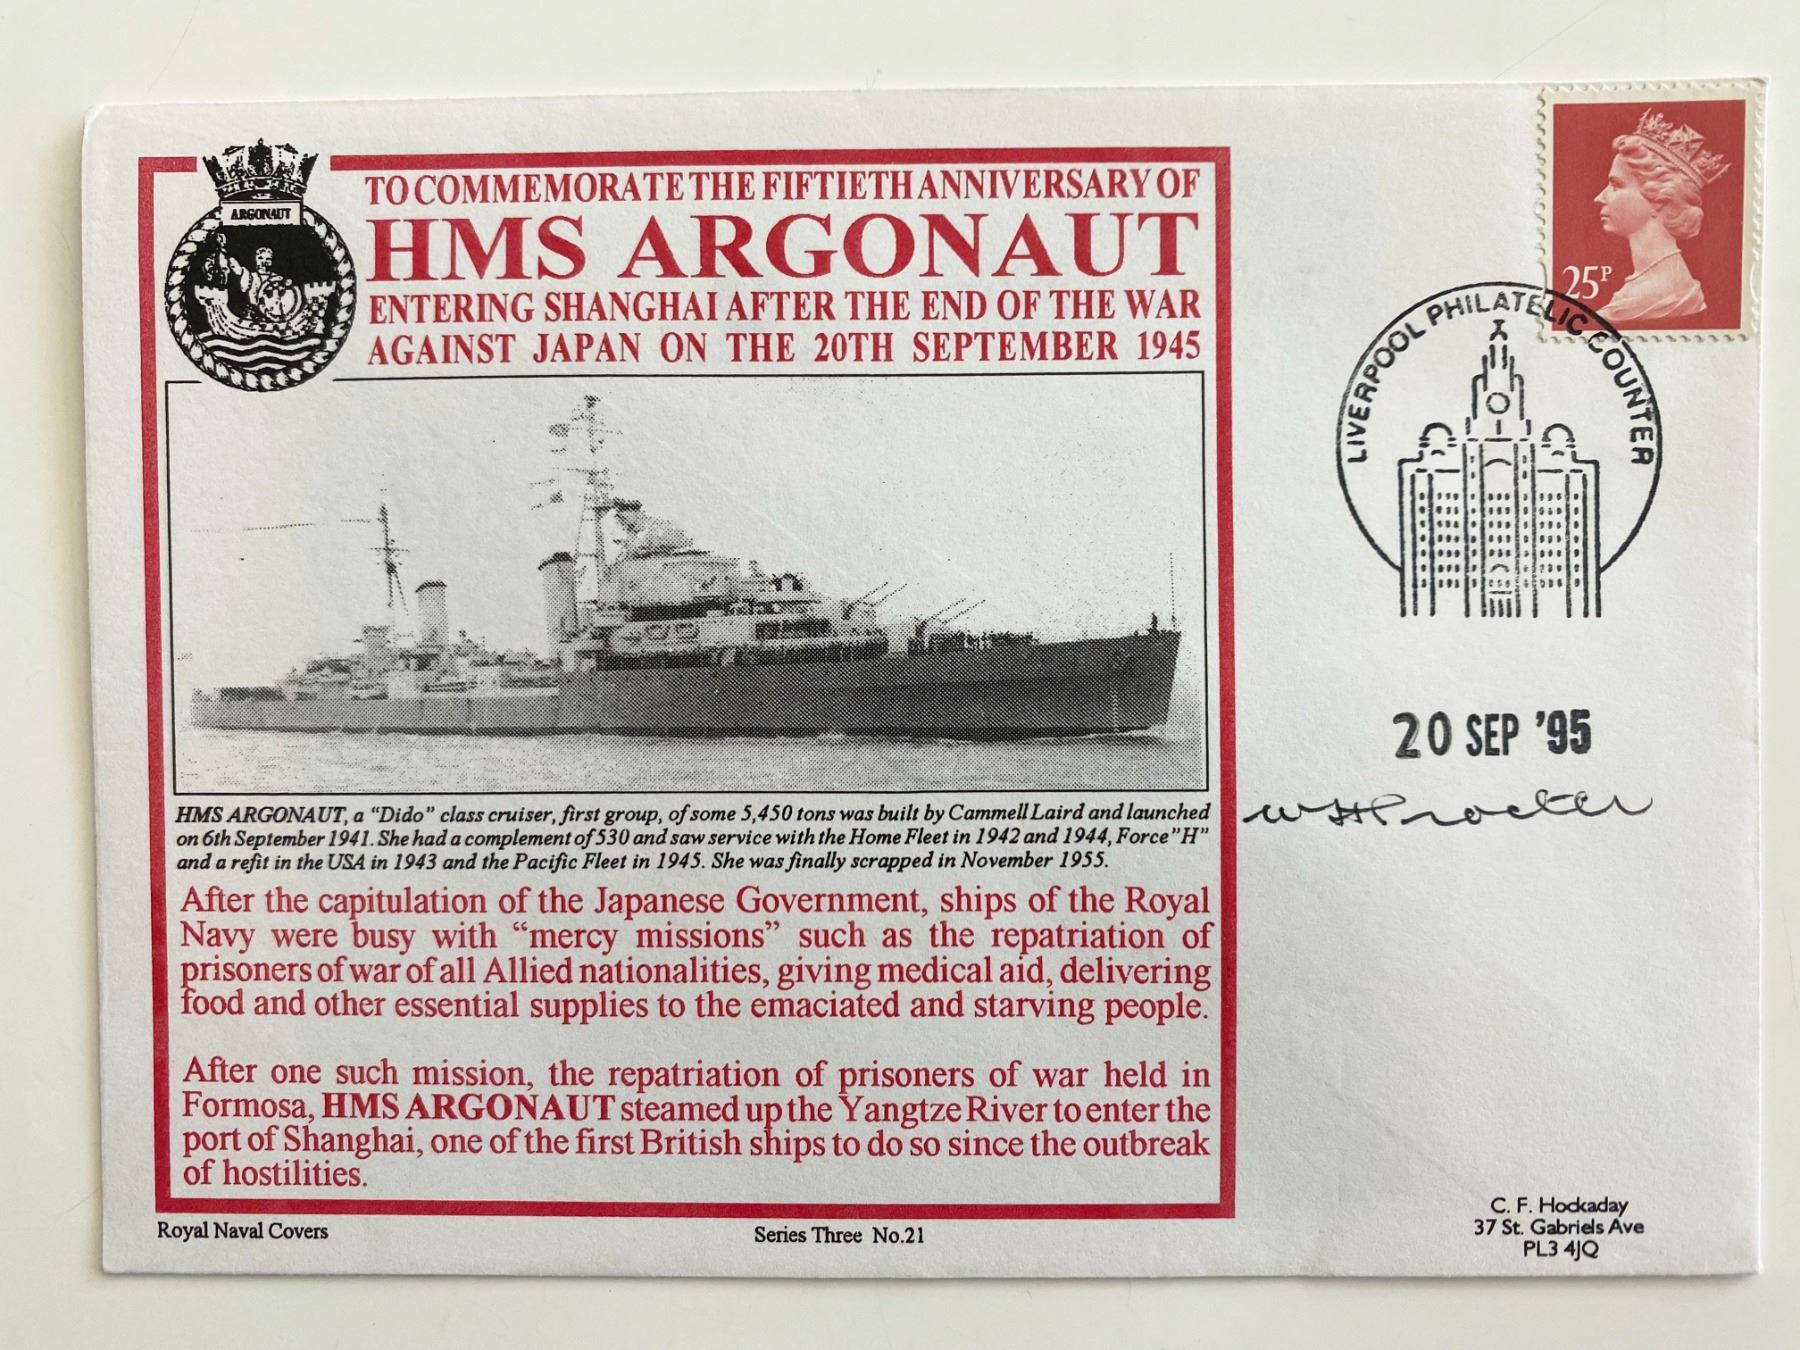 ARGONAUT
TO COMMEMORATE THE FIFTIETH ANNIVERSARY OF
HMS ARGONAUT
ENTERING SHANGHAI AFTER THE END OF THE WAR
AGAINST JAPAN ON THE 20TH SEPTEMBER 1945
25P
LIVERPOOL PHILATELIC COUNTER
20 SEP '95
W H Procter
HMS ARGONAUT, a "Dido" class cruiser, first group, of some 5,450 tons was built by Cammell Laird and launched
on 6th September 1941. She had a complement of 530 and saw service with the Home Fleet in 1942 and 1944, Force "H"
and a refit in the USA in 1943 and the Pacific Fleet in 1945. She was finally scrapped in November 1955.
After the capitulation of the Japanese Government, ships of the Royal
Navy were busy with “mercy missions” such as the repatriation of
prisoners of war of all Allied nationalities, giving medical aid, delivering
food and other essential supplies to the emaciated and starving people.
After one such mission, the repatriation of prisoners of war held in
Formosa, HMS ARGONAUT steamed up the Yangtze River to enter the
port of Shanghai, one of the first British ships to do so since the outbreak
of hostilities.
Royal Naval Covers
Series Three No.21
C. F. Hockaday
37 St. Gabriels Ave
PL3 4JQ